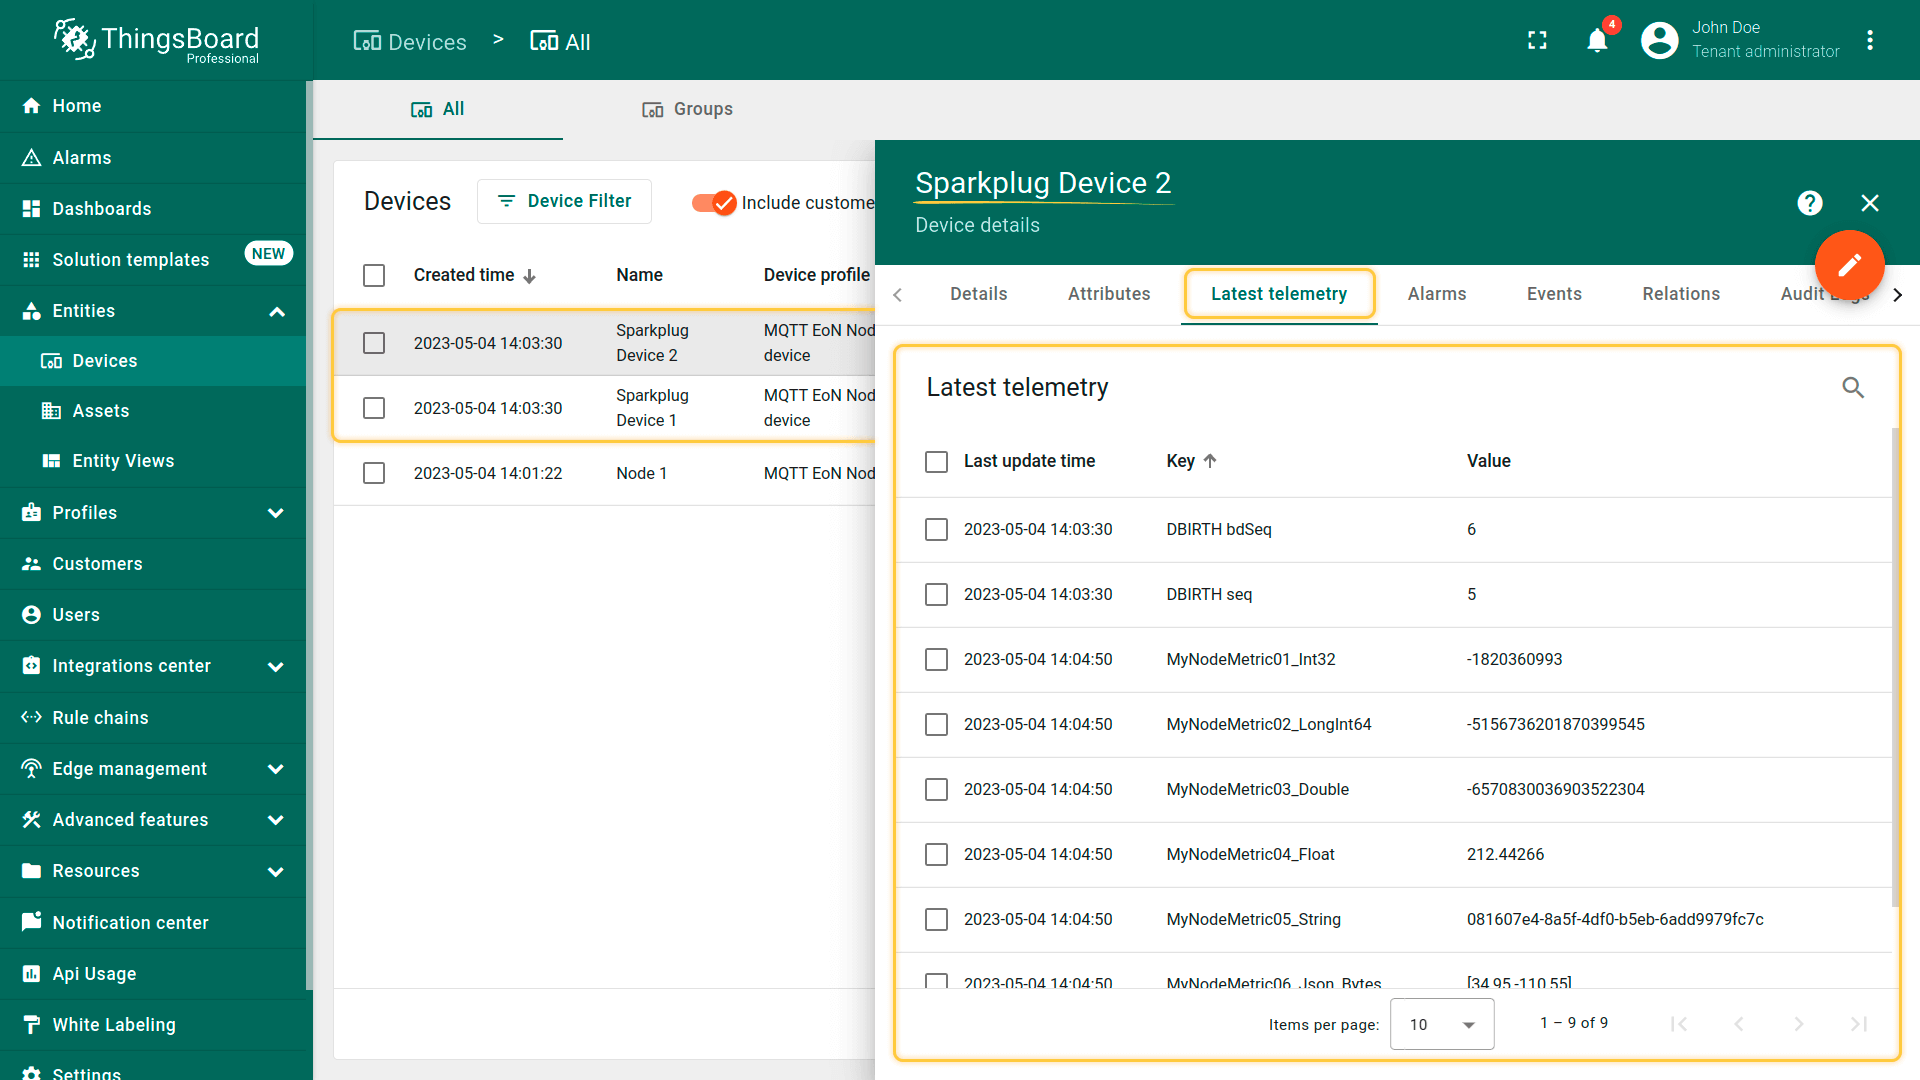 ThingsBoard
Professional
Devices > All
4
John Doe
Tenant administrator
Home
Alarms
Dashboards
Solution templates NEW
Entities
Devices
Assets
Entity Views
Profiles
Customers
Users
Integrations center
Rule chains
Edge management
Advanced features
Resources
Notification center
Api Usage
White Labeling
Settings
All Groups
Devices Device Filter Include custome
Created time Name Device profile
2023-05-04 14:03:30 Sparkplug Device 2 MQTT EoN Nod device
2023-05-04 14:03:30 Sparkplug Device 1 MQTT EoN Nod device
2023-05-04 14:01:22 Node 1 MQTT EoN Nod
Sparkplug Device 2
Device details
Details Attributes Latest telemetry Alarms Events Relations Audit Logs
Latest telemetry
Last update time Key Value
2023-05-04 14:03:30 DBIRTH bdSeq 6
2023-05-04 14:03:30 DBIRTH seq 5
2023-05-04 14:04:50 MyNodeMetric01_Int32 -1820360993
2023-05-04 14:04:50 MyNodeMetric02_LongInt64 -5156736201870399545
2023-05-04 14:04:50 MyNodeMetric03_Double -6570830036903522304
2023-05-04 14:04:50 MyNodeMetric04_Float 212.44266
2023-05-04 14:04:50 MyNodeMetric05_String 081607e4-8a5f-4df0-b5eb-6add9979fc7c
2023-05-04 14:04:50 MyNodeMetric06_Json_Bytes [34,95,-110,55]
Items per page: 10 1 – 9 of 9